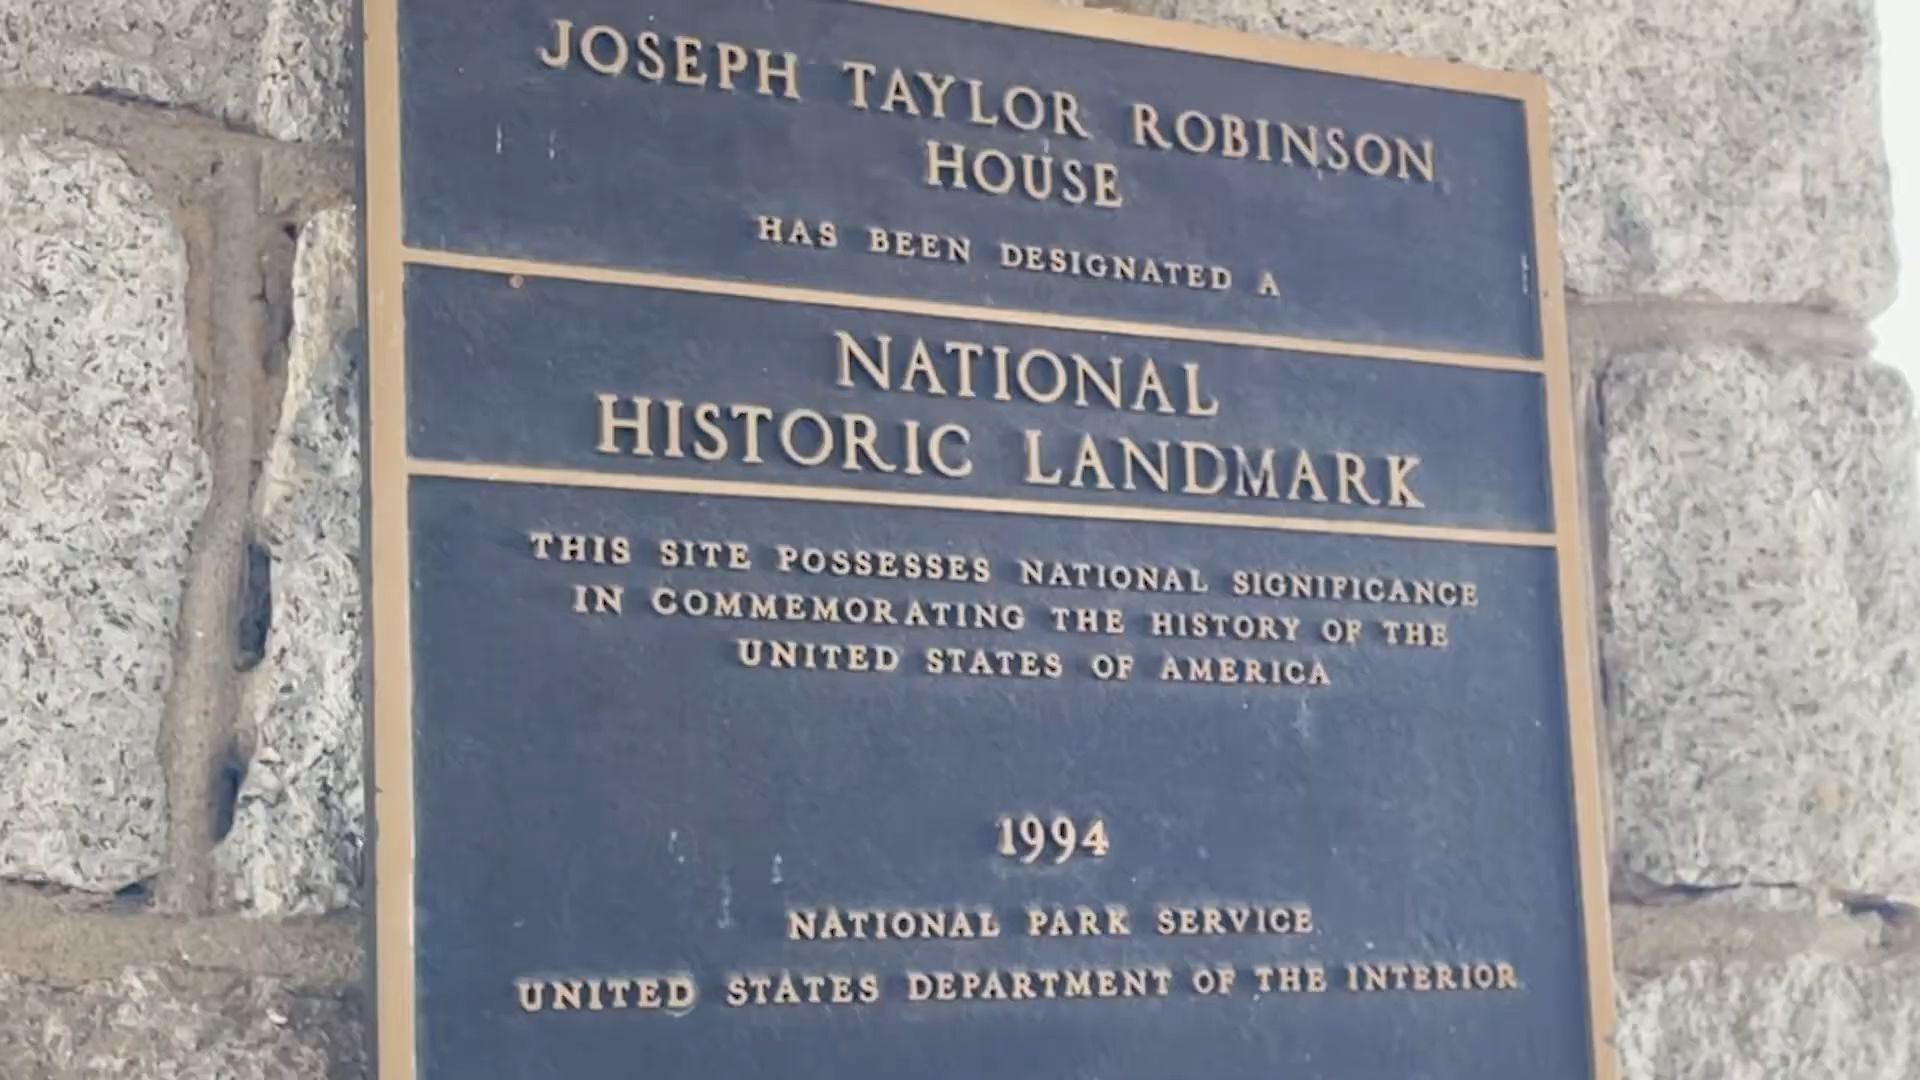 JOSEPH TAYLOR ROBINSON
HOUSE
HAS BEEN DESIGNATED A
NATIONAL
HISTORIC LANDMARK
THIS SITE POSSESSES NATIONAL SIGNIFICANCE
IN COMMEMORATING THE HISTORY OF THE
UNITED STATES OF AMERICA
1994
NATIONAL PARK SERVICE
UNITED STATES DEPARTMENT OF THE INTERIOR